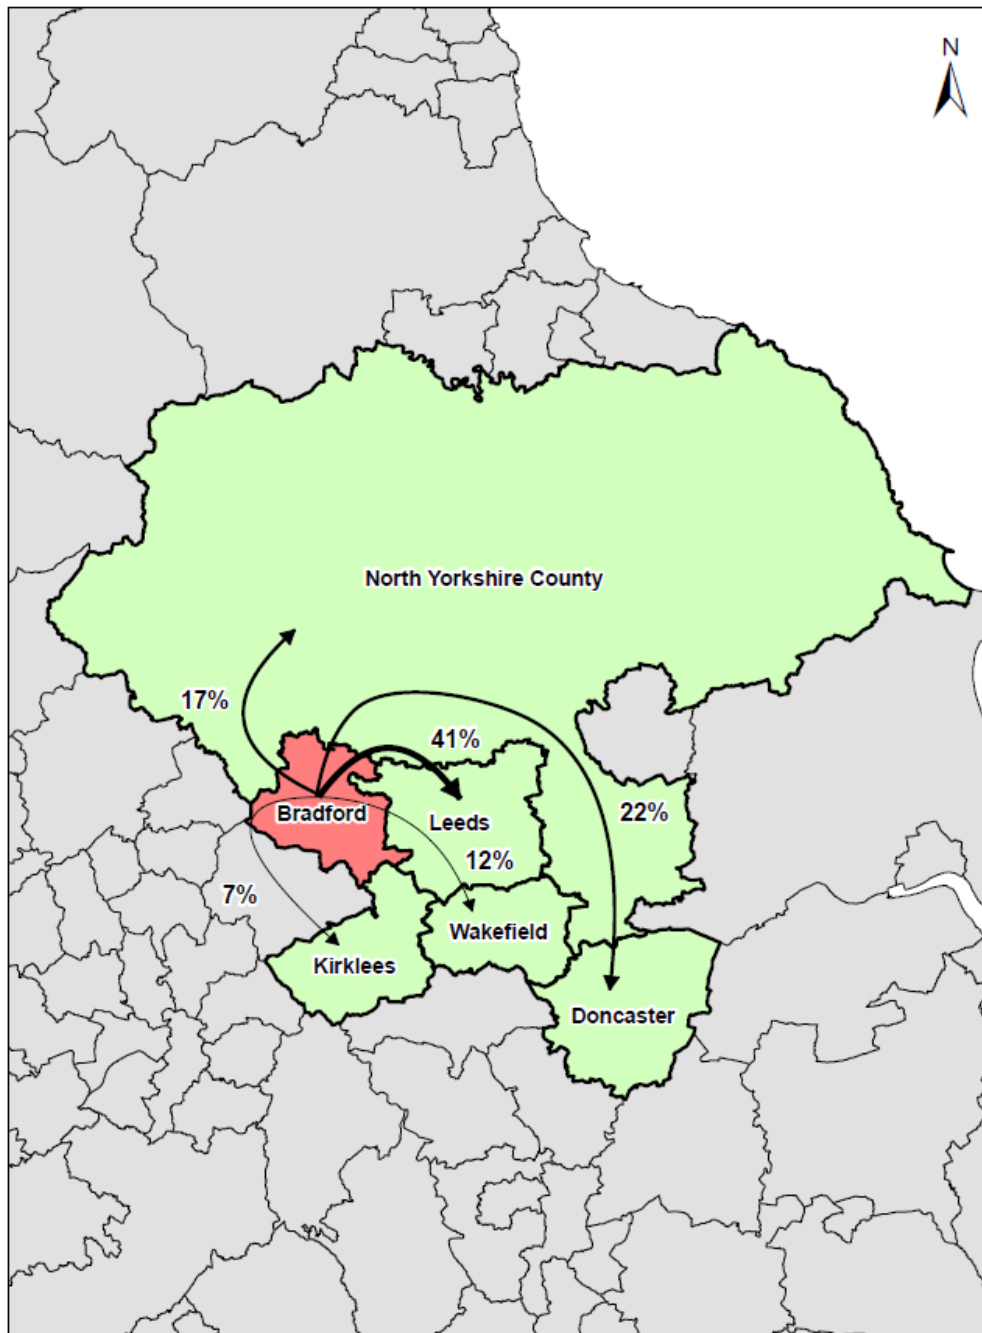 N
North Yorkshire County
17%
41%
Bradford
Leeds
22%
12%
7%
Wakefield
Kirklees
Doncaster